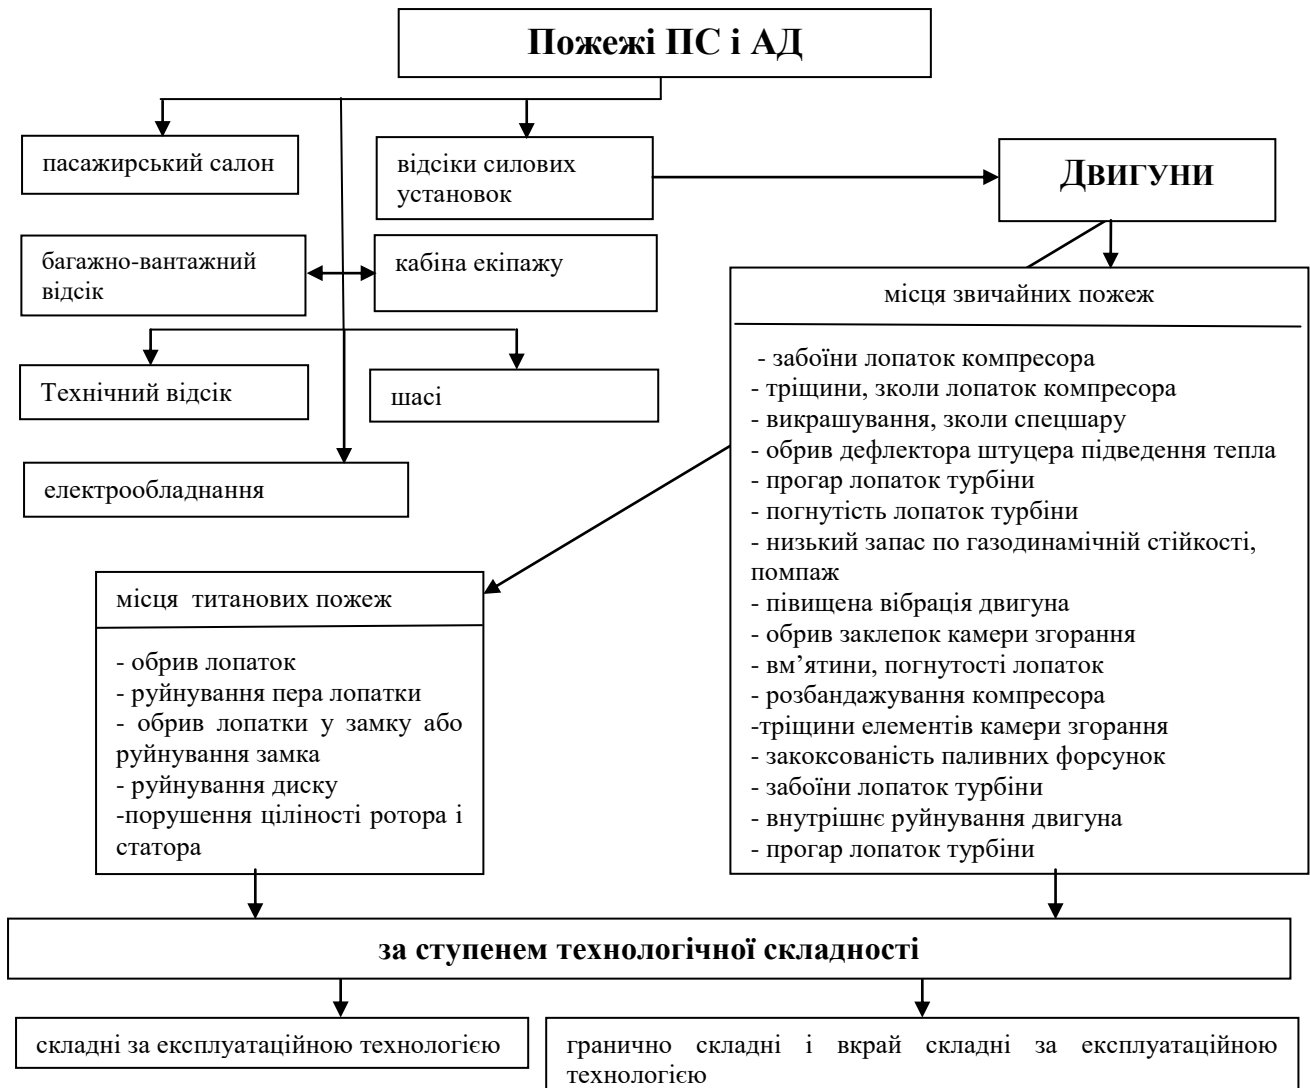 Пожежі ПС і АД
пасажирський салон
відсіки силових
установок
ДВИГУНИ
багажно-вантажний
відсік
кабіна екіпажу
Технічний відсік
шасі
електрообладнання
місця звичайних пожеж
- забоїни лопаток компресора
- тріщини, зколи лопаток компресора
- викрашування, зколи спецшару
- обрив дефлектора штуцера підведення тепла
- прогар лопаток турбіни
- погнутість лопаток турбіни
- низький запас по газодинамічній стійкості,
помпаж
- півищена вібрація двигуна
- обрив заклепок камери згорання
- вм’ятини, погнутості лопаток
- розбандажування компресора
-тріщини елементів камери згорання
- закоксованість паливних форсунок
- забоїни лопаток турбіни
- внутрішнє руйнування двигуна
- прогар лопаток турбіни
місця титанових пожеж
- обрив лопаток
- руйнування пера лопатки
- обрив лопатки у замку або
руйнування замка
- руйнування диску
-порушення ціліності ротора і
статора
за ступенем технологічної складності
складні за експлуатаційною технологією
гранично складні і вкрай складні за експлуатаційною
технологією